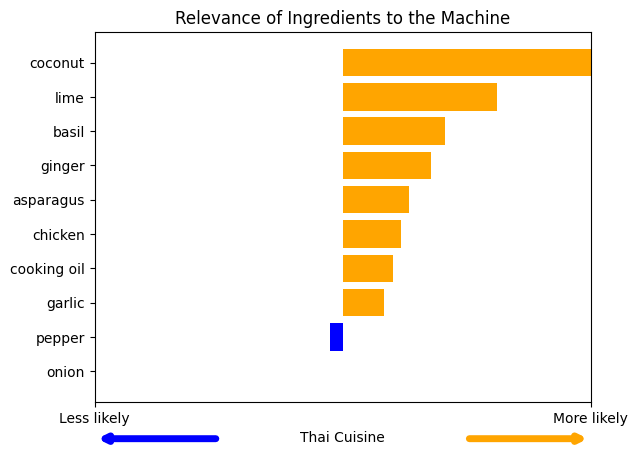 Relevance of Ingredients to the Machine
coconut
lime
basil
ginger
asparagus
chicken
cooking oil
garlic
pepper
onion
Less likely
More likely
Thai Cuisine